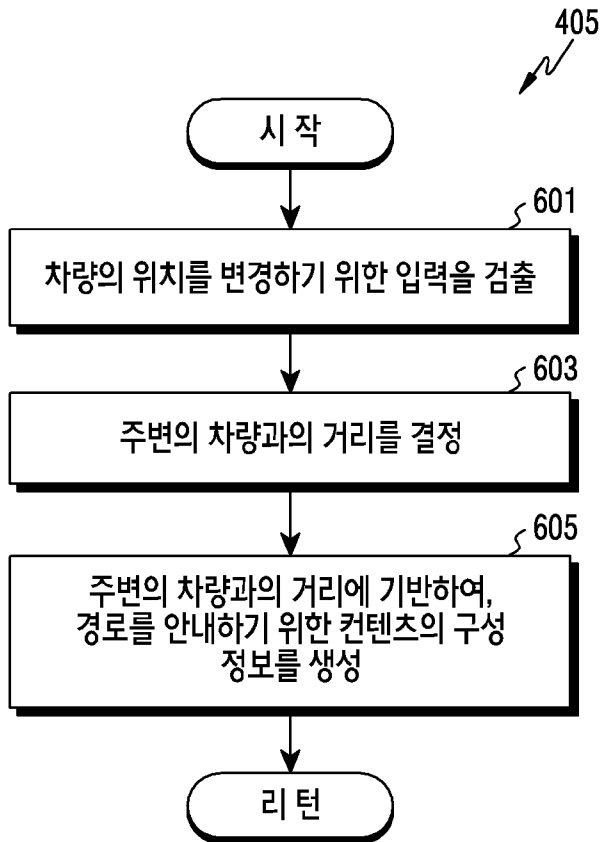 405
시 작
601
차량의 위치를 변경하기 위한 입력을 검출
603
주변의 차량과의 거리를 결정
605
주변의 차량과의 거리에 기반하여,
경로를 안내하기 위한 컨텐츠의 구성
정보를 생성
리 턴